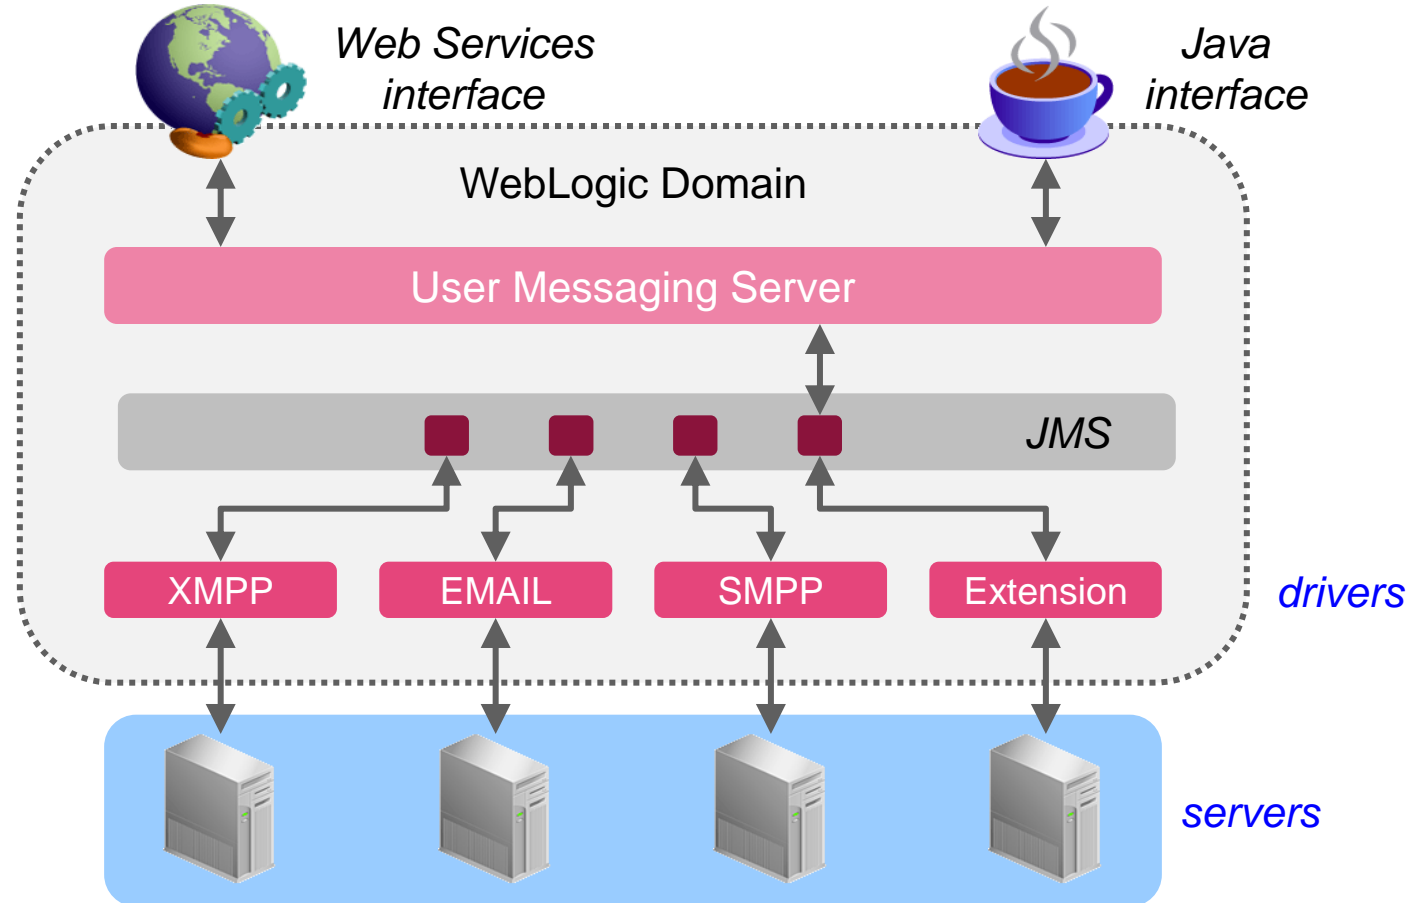 Web Services
interface
Java
interface
WebLogic Domain
User Messaging Server
JMS
XMPP
EMAIL
SMPP
Extension
drivers
servers